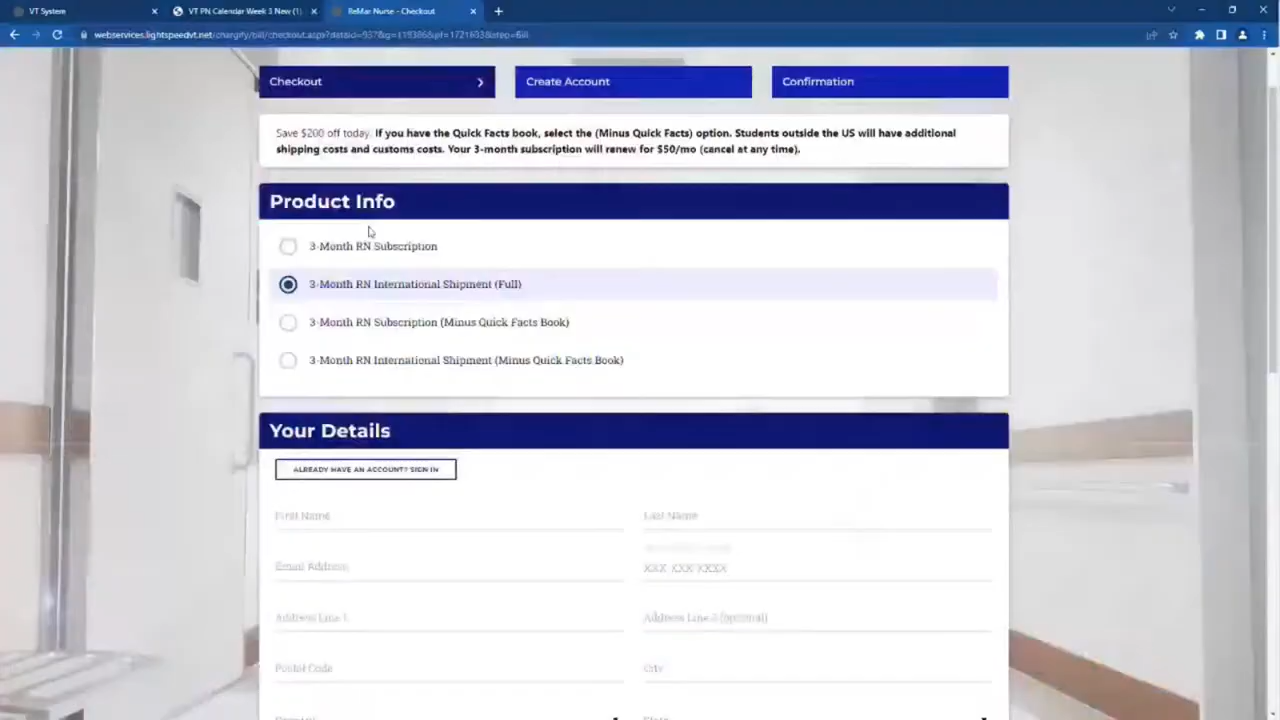 VT System
VT PN Calendar Week 3 New (1)
ReMar Nurse - Checkout
Checkout
Create Account
Confirmation
Save $200 off today. If you have the Quick Facts book, select the (Minus Quick Facts) option. Students outside the US will have additional
shipping costs and customs costs. Your 3-month subscription will renew for $50/mo (cancel at any time).
Product Info
3-Month RN Subscription
3-Month RN International Shipment (Full)
3-Month RN Subscription (Minus Quick Facts Book)
3-Month RN International Shipment (Minus Quick Facts Book)
Your Details
ALREADY HAVE AN ACCOUNT? SIGN IN
First Name
Last Name
Email Address
XXX-XXX-XXXX
Address Line 1
Address Line 2 (optional)
Postal Code
City